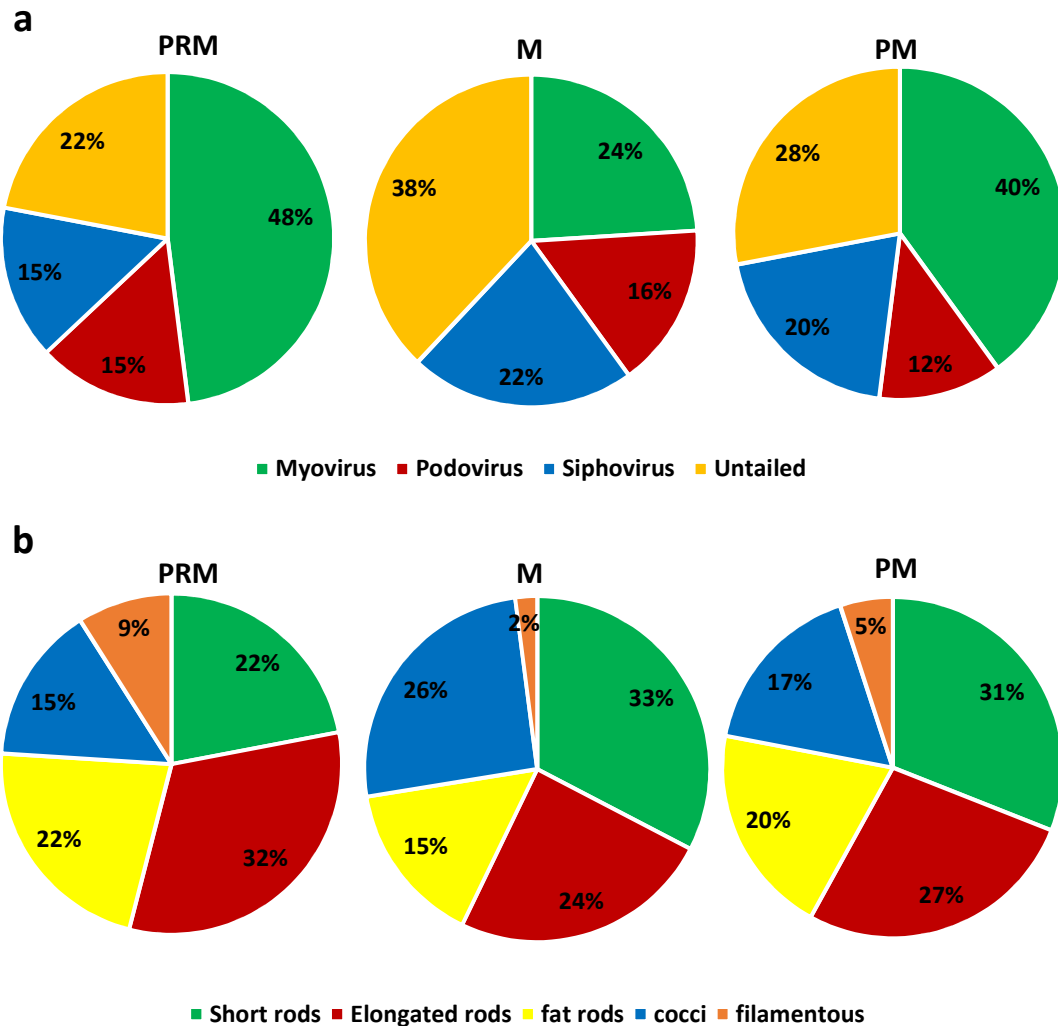 a
PRM
M
PM
22%
48%
15%
15%
38%
24%
16%
22%
28%
40%
20%
12%
Myovirus Podovirus Siphovirus Untailed
b
PRM
M
PM
9%
22%
15%
22%
32%
2%
26%
33%
15%
24%
5%
17%
31%
20%
27%
Short rods Elongated rods fat rods cocci filamentous